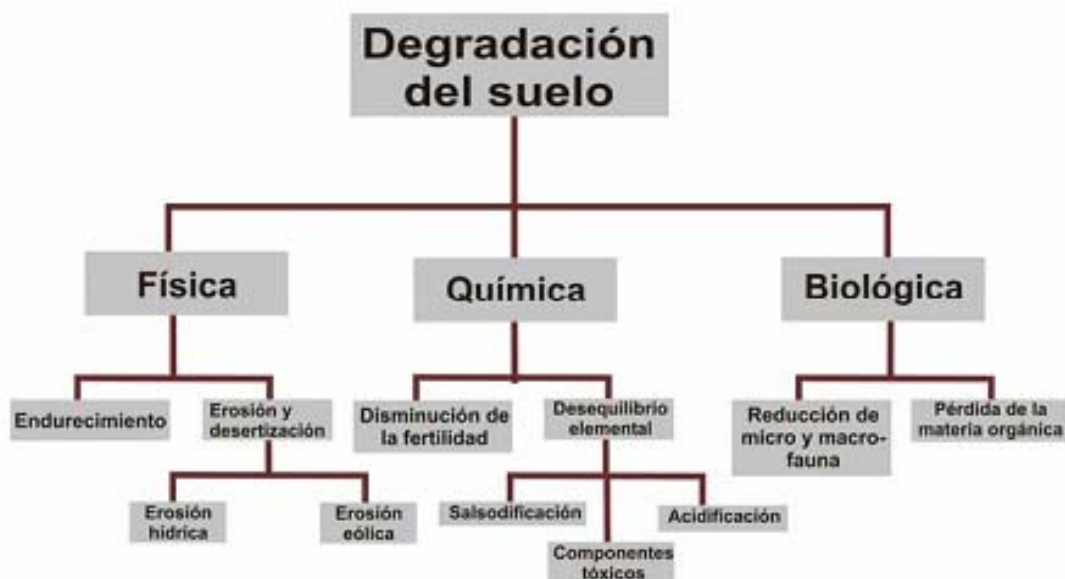 Degradación
del suelo
Física
Química
Biológica
Endurecimiento
Erosión y
desertización
Disminución de
la fertilidad
Desequilibrio
elemental
Reducción de
micro y macro-
fauna
Pérdida de la
materia orgánica
Erosión
hídrica
Erosión
eólica
Salsodificación
Componentes
tóxicos
Acidificación